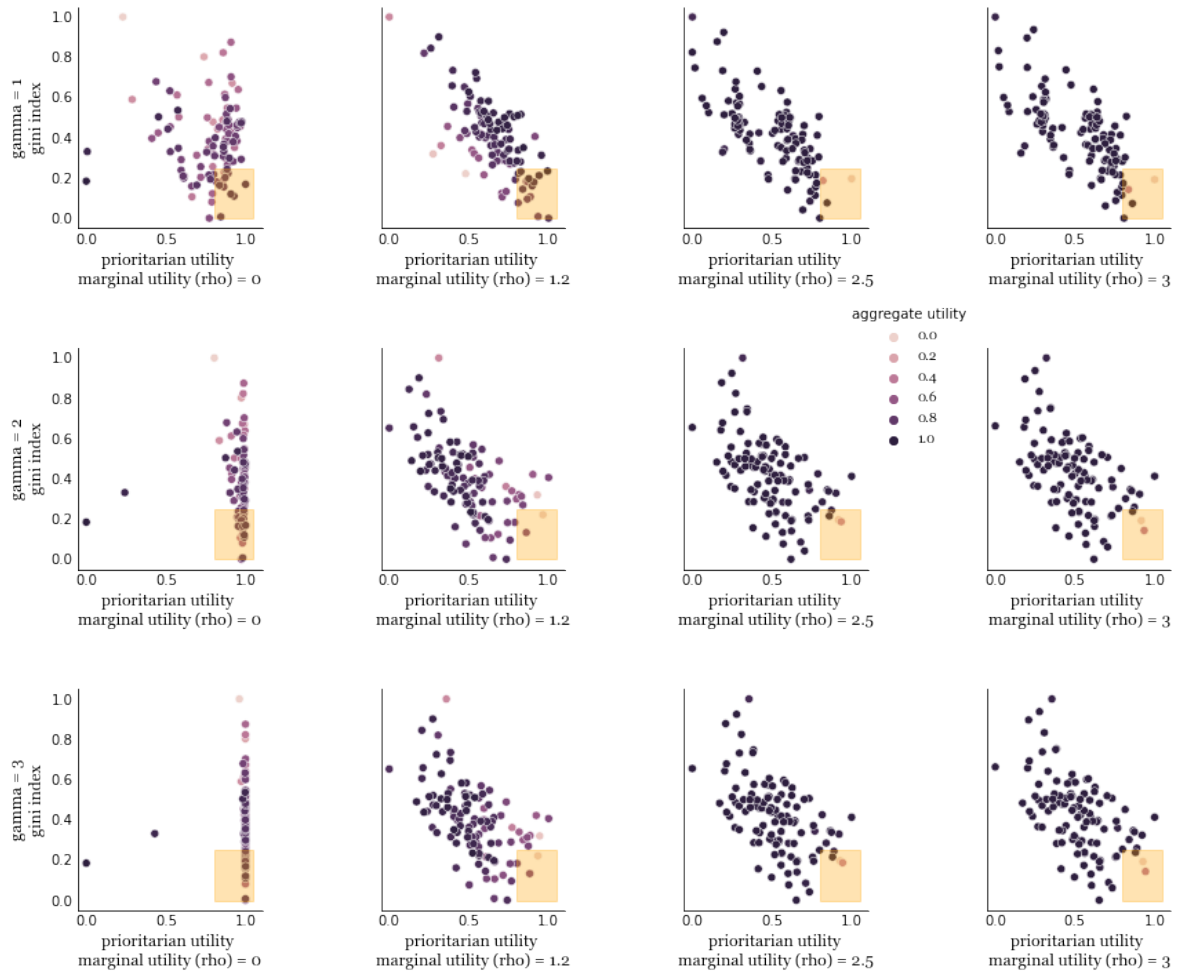 gamma = 1
gini index
1.0
0.8
0.6
0.4
0.2
0.0
0.0 0.5 1.0
prioritarian utility
marginal utility (rho) = 0
0.0 0.5 1.0
prioritarian utility
marginal utility (rho) = 1.2
0.0 0.5 1.0
prioritarian utility
marginal utility (rho) = 2.5
0.0 0.5 1.0
prioritarian utility
marginal utility (rho) = 3
aggregate utility
0.0
0.2
0.4
0.6
0.8
1.0
gamma = 2
gini index
1.0
0.8
0.6
0.4
0.2
0.0
0.0 0.5 1.0
prioritarian utility
marginal utility (rho) = 0
0.0 0.5 1.0
prioritarian utility
marginal utility (rho) = 1.2
0.0 0.5 1.0
prioritarian utility
marginal utility (rho) = 2.5
0.0 0.5 1.0
prioritarian utility
marginal utility (rho) = 3
gamma = 3
gini index
1.0
0.8
0.6
0.4
0.2
0.0
0.0 0.5 1.0
prioritarian utility
marginal utility (rho) = 0
0.0 0.5 1.0
prioritarian utility
marginal utility (rho) = 1.2
0.0 0.5 1.0
prioritarian utility
marginal utility (rho) = 2.5
0.0 0.5 1.0
prioritarian utility
marginal utility (rho) = 3